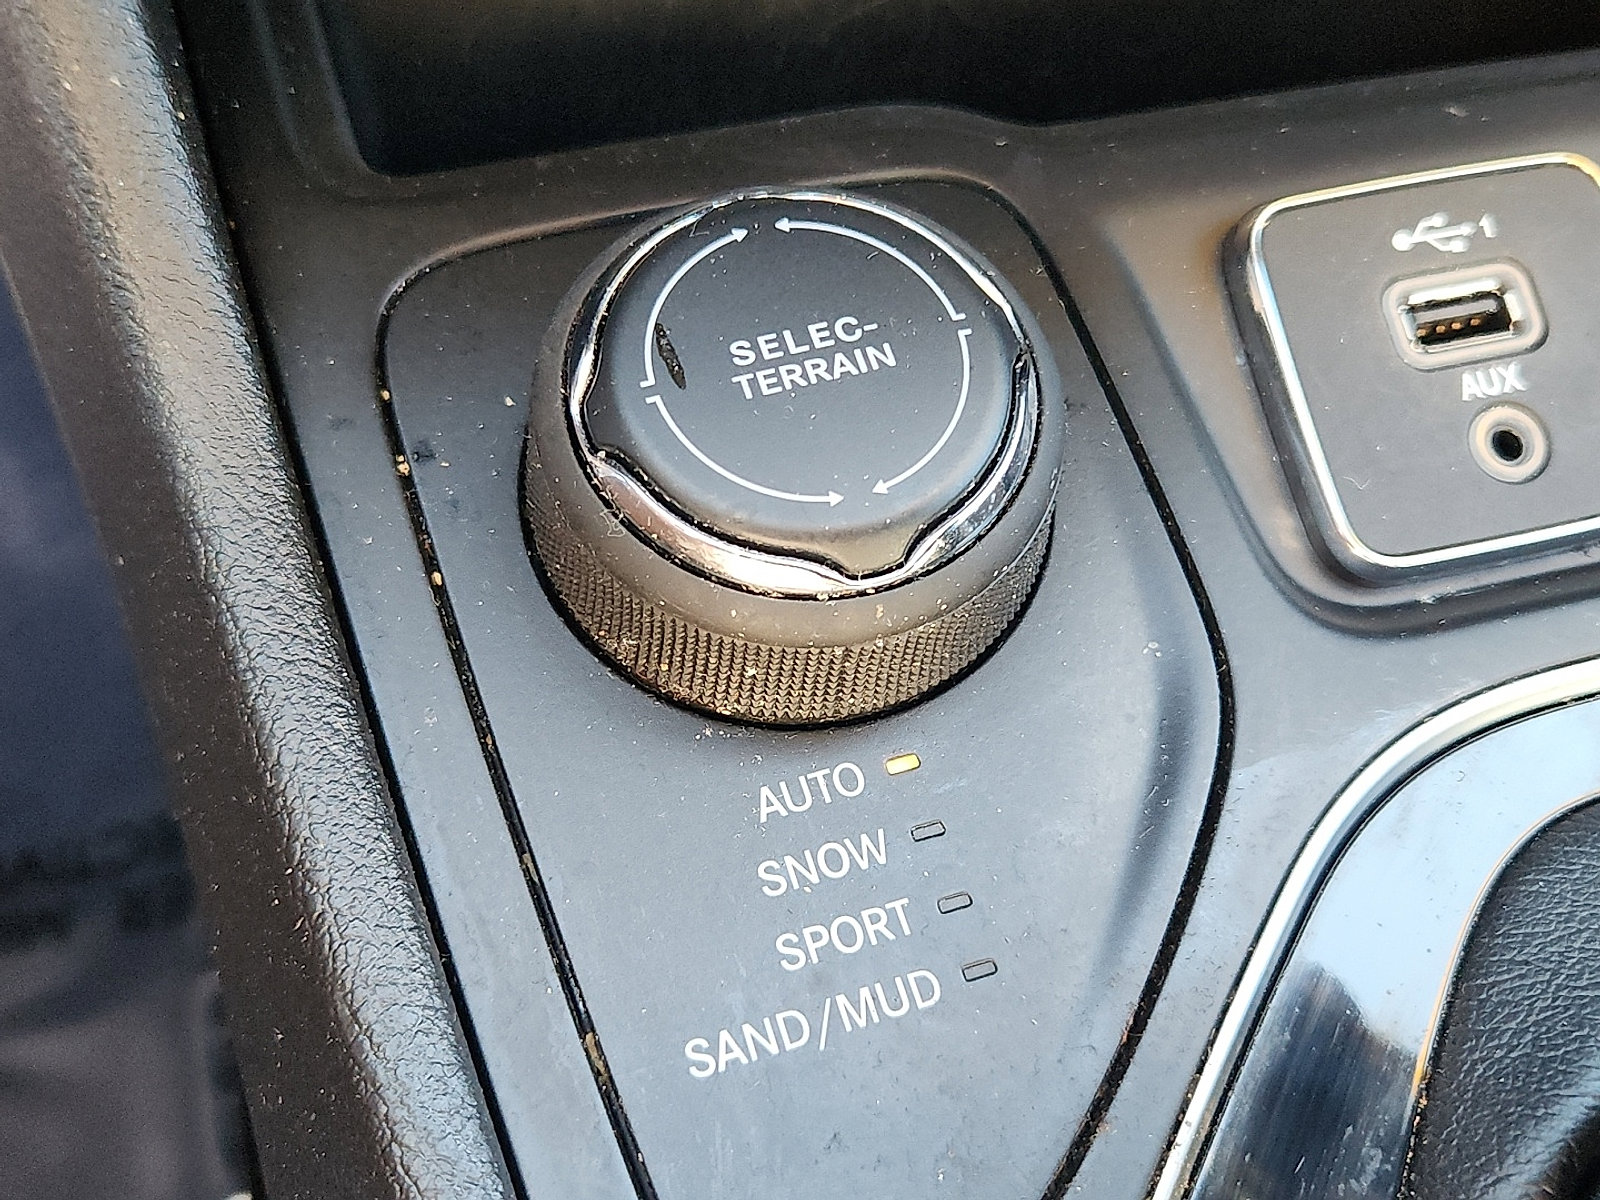 SELEC-
TERRAIN
1
AUX
AUTO
SNOW
SPORT
SAND/MUD